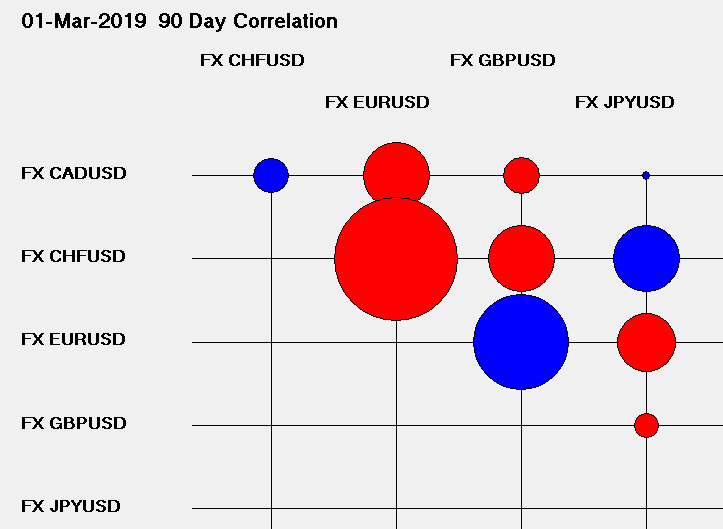 01-Mar-2019  90 Day Correlation
FX CHFUSD
FX GBPUSD
FX EURUSD
FX JPYUSD
FX CADUSD
FX CHFUSD
FX EURUSD
FX GBPUSD
FX JPYUSD